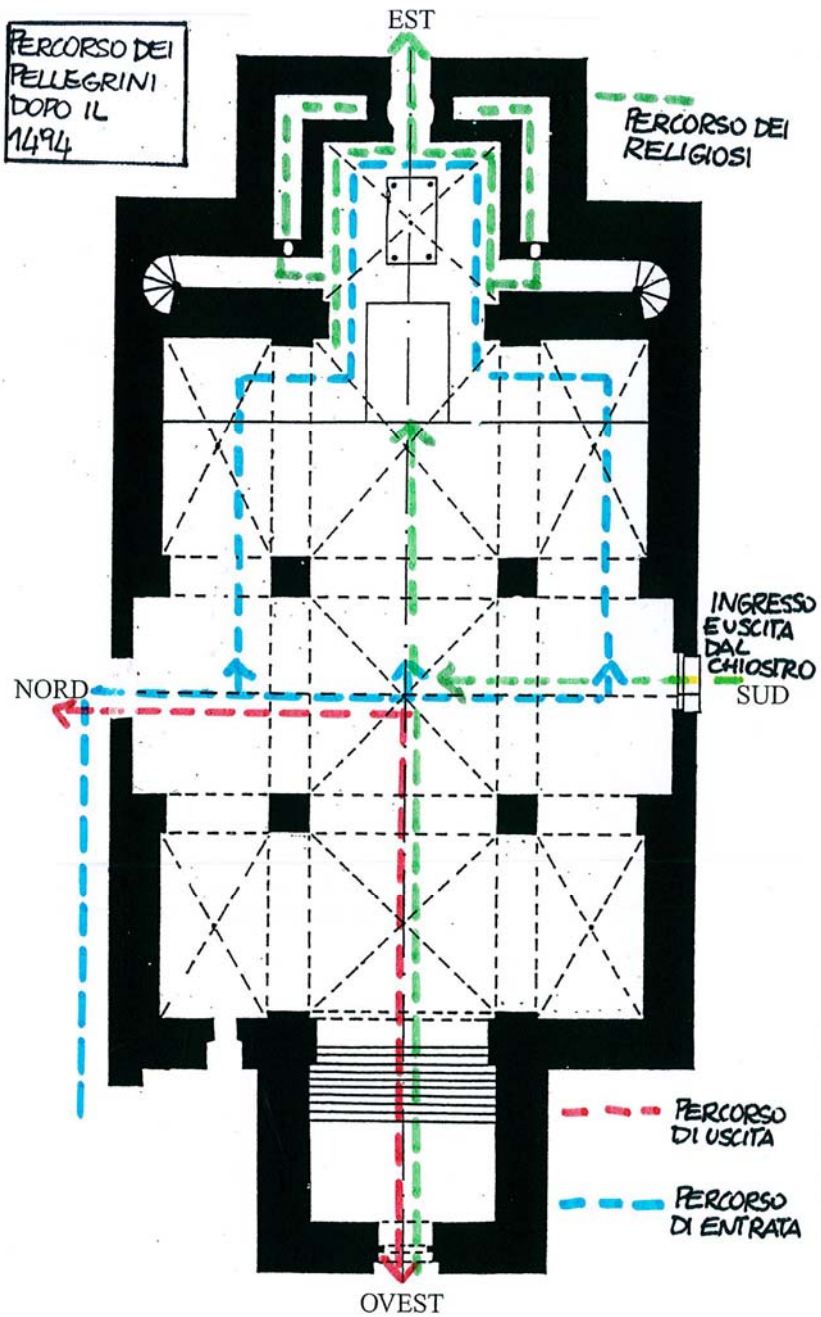 EST
PERCORSO DEI
PELLEGRINI
DOPO IL
1494
PERCORSO DEI
RELIGIOSI
INGRESSO
E USCITA
DAL
CHIOSTRO
NORD
SUD
PERCORSO
DI USCITA
PERCORSO
DI ENTRATA
OVEST